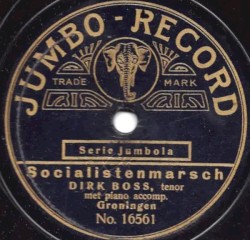 JUMBO-RECORD
TRADE MARK
Serie Jumbola
Socialistenmarsch
DIRK BOSS, tenor
met piano accomp.
Groningen
No. 16561